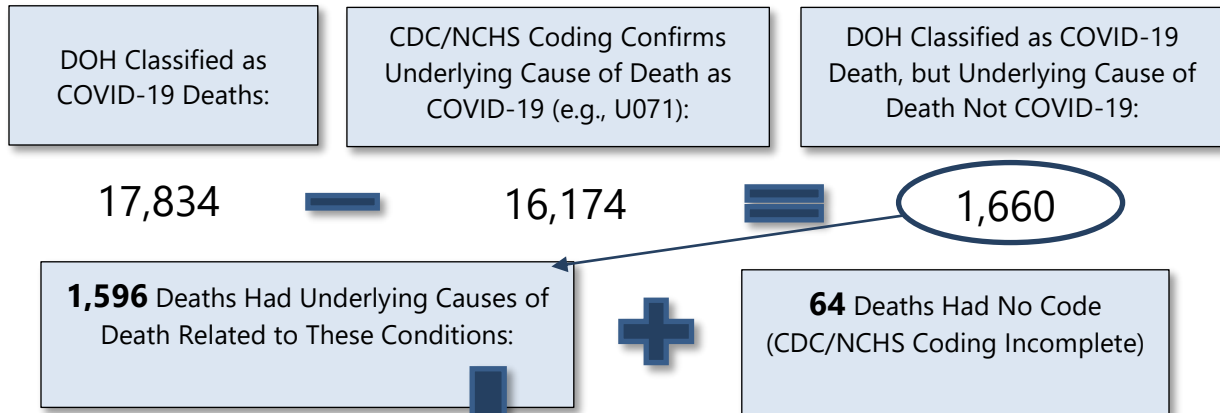 DOH Classified as
COVID-19 Deaths:
CDC/NCHS Coding Confirms
Underlying Cause of Death as
COVID-19 (e.g., U071):
DOH Classified as COVID-19
Death, but Underlying Cause of
Death Not COVID-19:
17,834
16,174
1,660
1,596 Deaths Had Underlying Causes of
Death Related to These Conditions:
64 Deaths Had No Code
(CDC/NCHS Coding Incomplete)